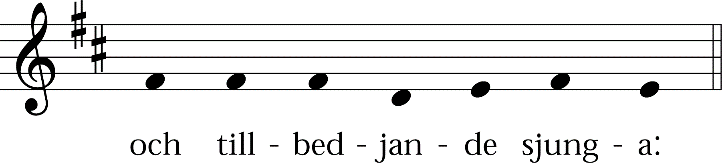 och till - bed - jan - de sjung - a: